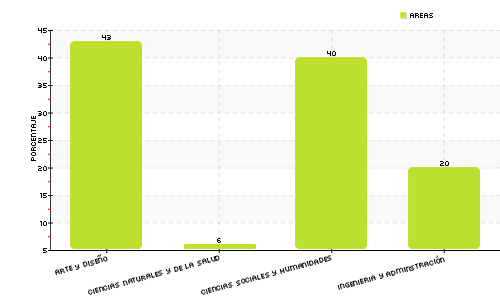 AREAS
45
40
35
30
25
20
15
10
5
PORCENTAJE
43
6
40
20
ARTE Y DISEÑO
CIENCIAS NATURALES Y DE LA SALUD
CIENCIAS SOCIALES Y HUMANIDADES
INGENIERIA Y ADMINSTRACIÓN